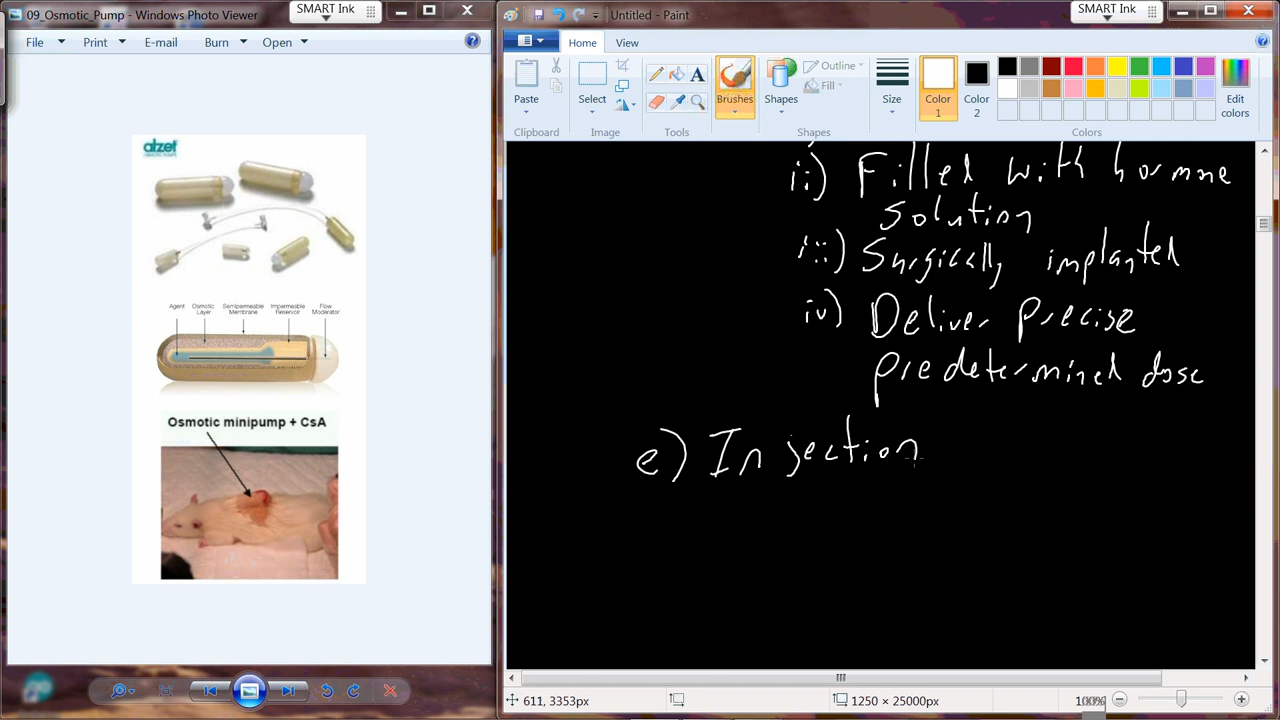 09_Osmotic_Pump - Windows Photo Viewer
SMART Ink
File Print E-mail Burn Open
alzet
OSMOTIC PUMPS
Agent Osmotic Layer Semipermeable Membrane Impermeable Reservoir Flow Moderator
Osmotic minipump + CsA
Untitled - Paint
SMART Ink
Home View
Paste
Select
Brushes
Shapes
Outline
Fill
Size
Color 1
Color 2
Edit colors
Clipboard Image Tools Shapes Colors
ii) Filled with hormone
solution
iii) Surgically implanted
iv) Deliver precise
predetermined dose
e) Injection
611, 3353px
1250 × 25000px
100%